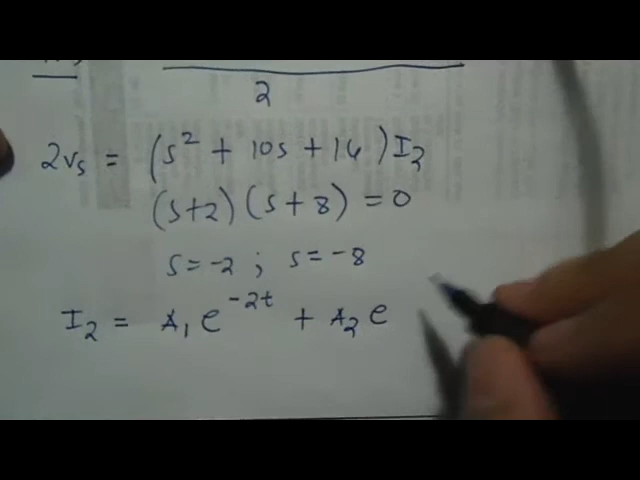 2
2vs = (s² + 10s + 16) I₂
(s+2) (s+8) = 0
s = -2 ; s = -8
I₂ = A₁ e^-2t + A₂ e